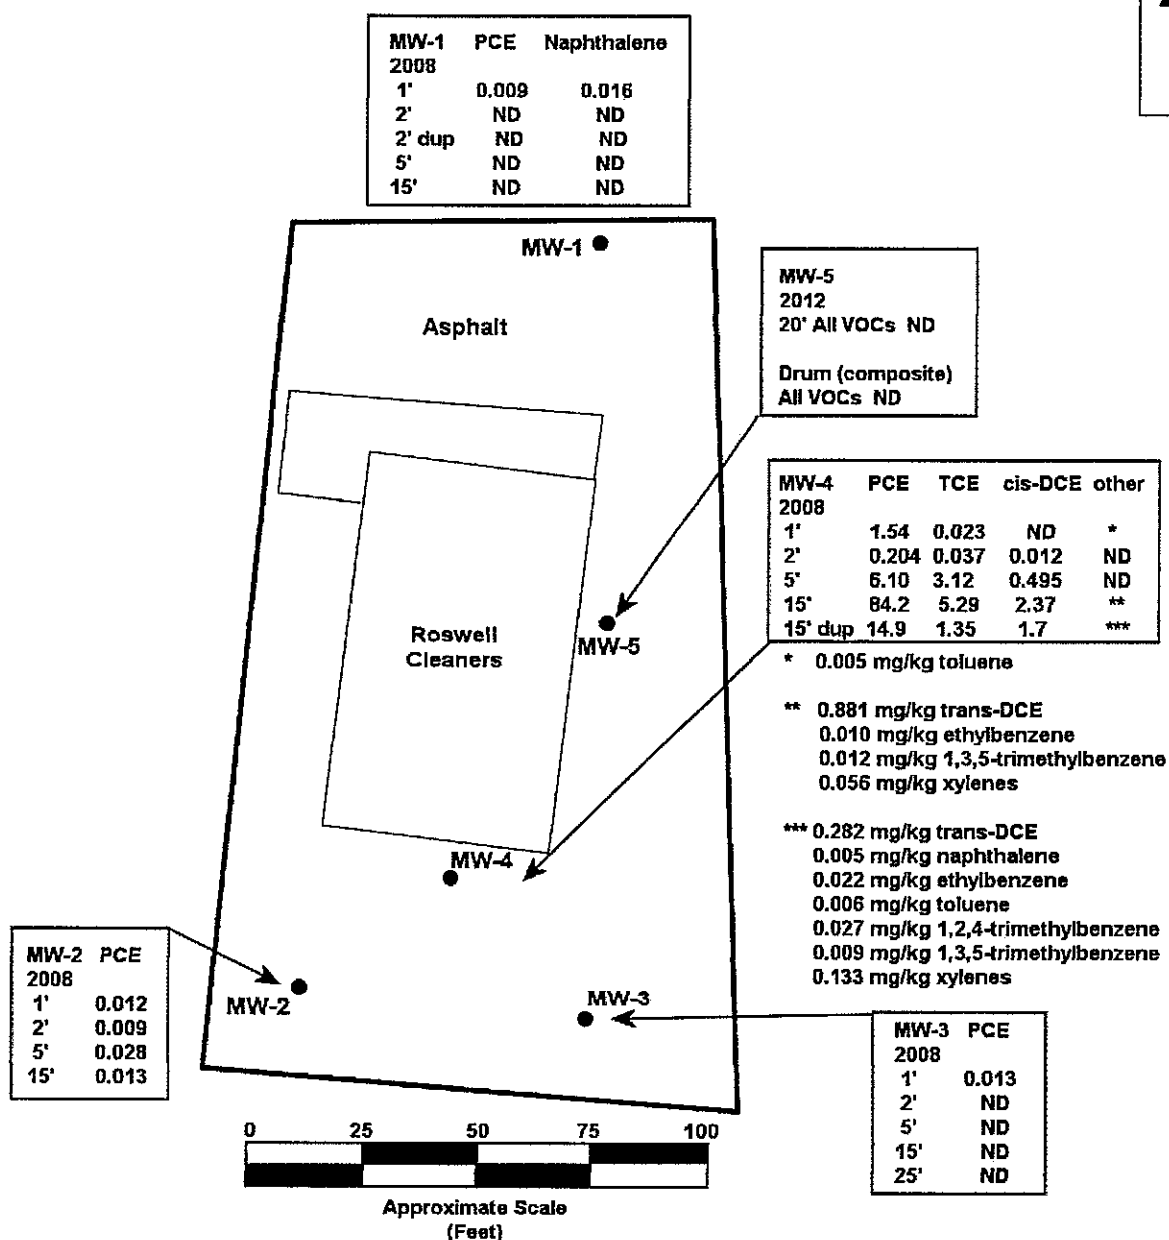 MW-1 PCE Naphthalene
2008
1' 0.009 0.016
2' ND ND
2' dup ND ND
5' ND ND
15' ND ND
MW-1
Asphalt
MW-5
2012
20' All VOCs ND
Drum (composite)
All VOCs ND
MW-4 PCE TCE cis-DCE other
2008
1' 1.54 0.023 ND *
2' 0.204 0.037 0.012 ND
5' 6.10 3.12 0.495 ND
15' 84.2 5.29 2.37 **
15' dup 14.9 1.35 1.7 ***
Roswell
Cleaners
MW-5
* 0.005 mg/kg toluene
** 0.881 mg/kg trans-DCE
0.010 mg/kg ethylbenzene
0.012 mg/kg 1,3,5-trimethylbenzene
0.056 mg/kg xylenes
*** 0.282 mg/kg trans-DCE
0.005 mg/kg naphthalene
0.022 mg/kg ethylbenzene
0.006 mg/kg toluene
0.027 mg/kg 1,2,4-trimethylbenzene
0.009 mg/kg 1,3,5-trimethylbenzene
0.133 mg/kg xylenes
MW-4
MW-2 PCE
2008
1' 0.012
2' 0.009
5' 0.028
15' 0.013
MW-2
MW-3
MW-3 PCE
2008
1' 0.013
2' ND
5' ND
15' ND
25' ND
0 25 50 75 100
Approximate Scale
(Feet)